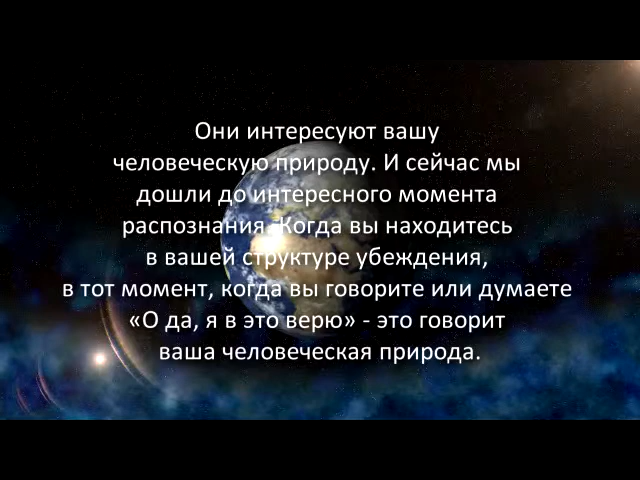 Они интересуют вашу
человеческую природу. И сейчас мы
дошли до интересного момента
распознания. Когда вы находитесь
в вашей структуре убеждения,
в тот момент, когда вы говорите или думаете
«О да, я в это верю» - это говорит
ваша человеческая природа.